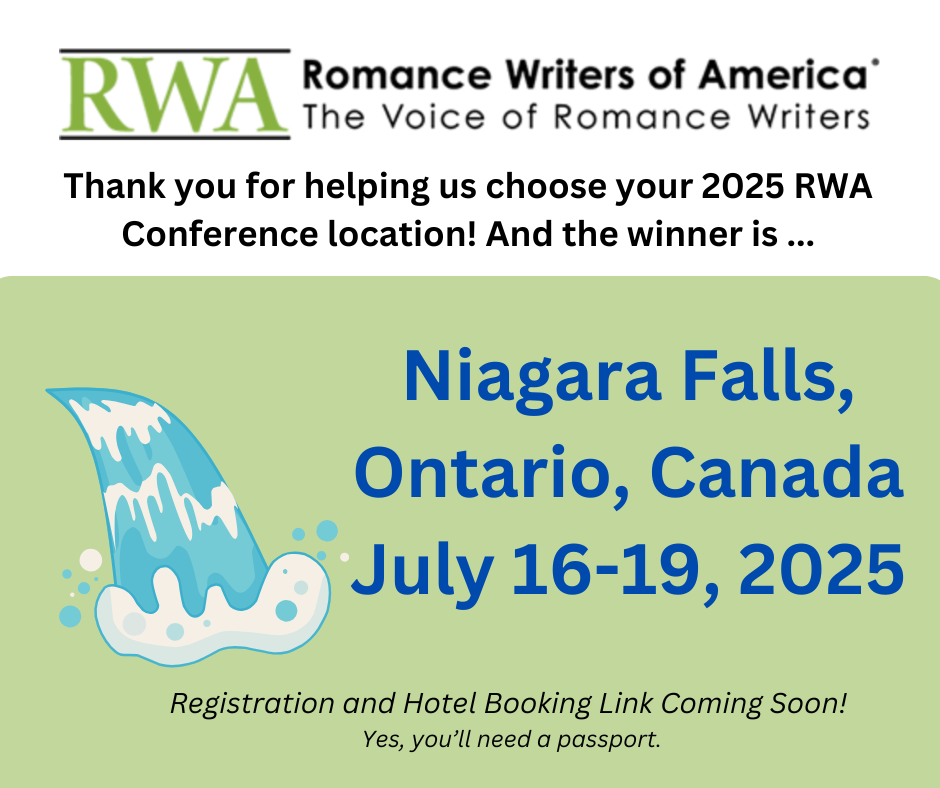 RWA
Romance Writers of America®
The Voice of Romance Writers
Thank you for helping us choose your 2025 RWA
Conference location! And the winner is ...
Niagara Falls,
Ontario, Canada
July 16-19, 2025
Registration and Hotel Booking Link Coming Soon!
Yes, you’ll need a passport.